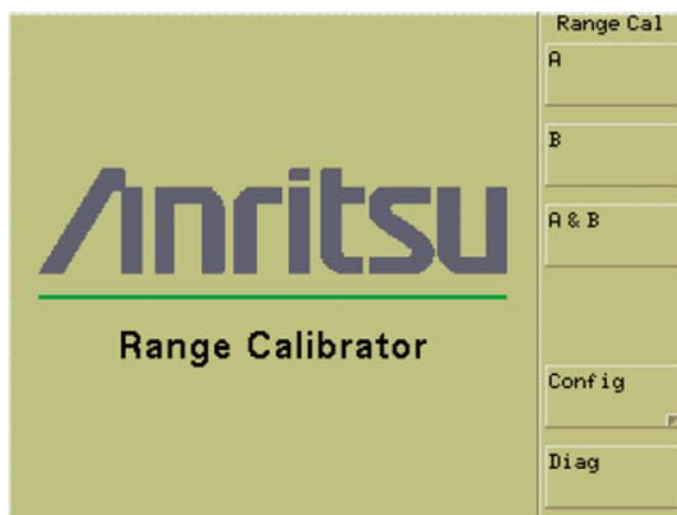 Range Cal
A
B
A & B
Config
Diag
Anritsu
Range Calibrator